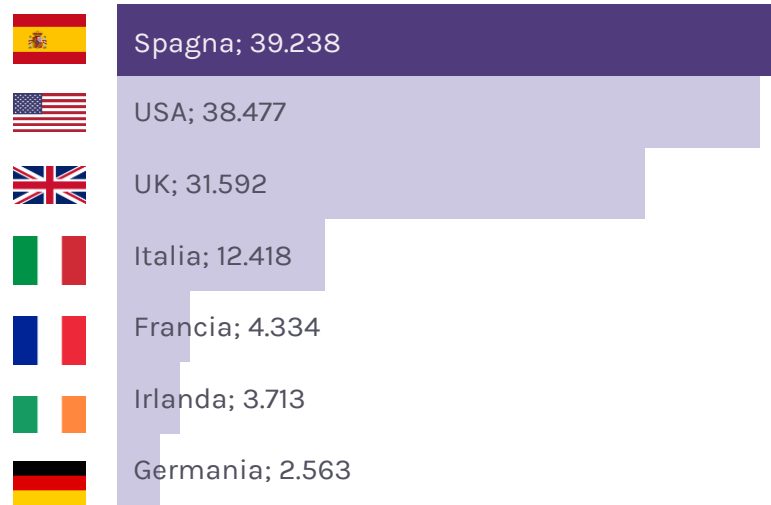 Spagna; 39.238
USA; 38.477
UK; 31.592
Italia; 12.418
Francia; 4.334
Irlanda; 3.713
Germania; 2.563